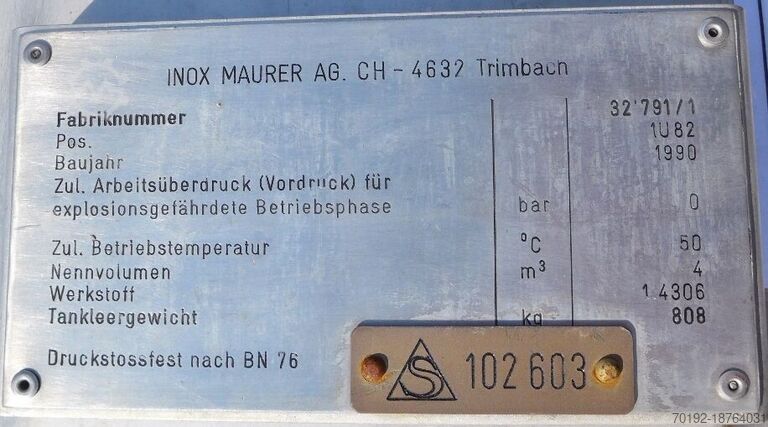 INOX MAURER AG. CH - 4632 Trimbach
Fabriknummer 32'791/1
Pos. 1U82
Baujahr 1990
Zul. Arbeitsüberdruck (Vordruck) für
explosionsgefährdete Betriebsphase bar 0
Zul. Betriebstemperatur °C 50
Nennvolumen m³ 4
Werkstoff 1.4306
Tankleergewicht kg 808
Druckstossfest nach BN 76
S 102 603
70192-18764031